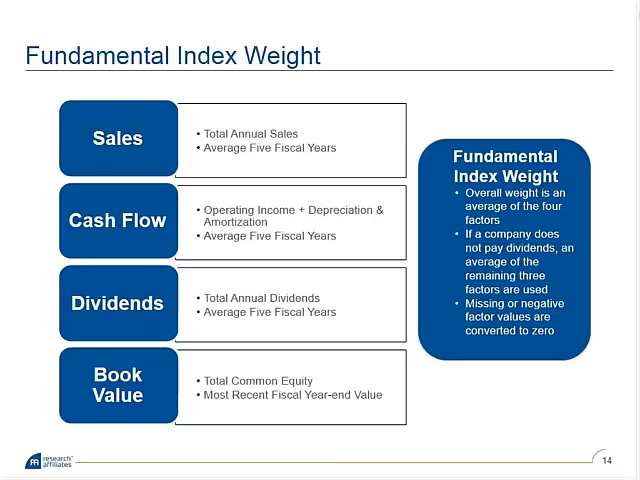 Fundamental Index Weight
Sales
• Total Annual Sales
• Average Five Fiscal Years
Cash Flow
• Operating Income + Depreciation &
Amortization
• Average Five Fiscal Years
Dividends
• Total Annual Dividends
• Average Five Fiscal Years
Book
Value
• Total Common Equity
• Most Recent Fiscal Year-end Value
Fundamental
Index Weight
• Overall weight is an
average of the four
factors
• If a company does
not pay dividends, an
average of the
remaining three
factors are used
• Missing or negative
factor values are
converted to zero
RA research
affiliates
14